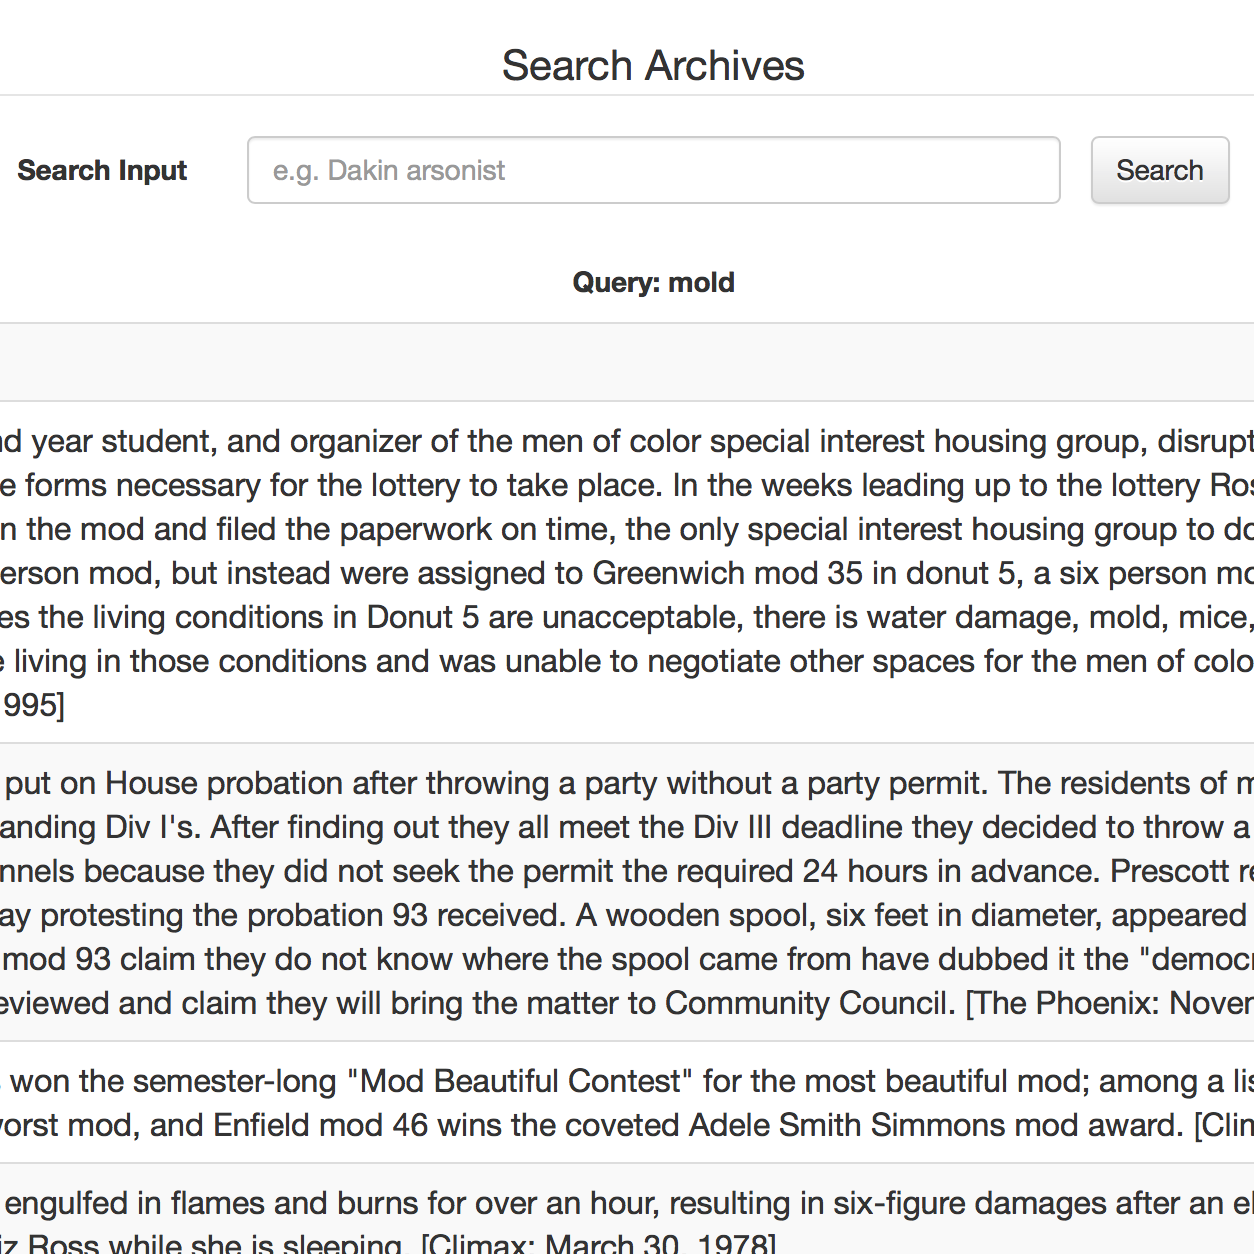 Search Archives
Search Input
e.g. Dakin arsonist
Search
Query: mold
year student, and organizer of the men of color special interest housing group, disrupt
e forms necessary for the lottery to take place. In the weeks leading up to the lottery Ros
n the mod and filed the paperwork on time, the only special interest housing group to do
erson mod, but instead were assigned to Greenwich mod 35 in donut 5, a six person mo
es the living conditions in Donut 5 are unacceptable, there is water damage, mold, mice,
living in those conditions and was unable to negotiate other spaces for the men of colo
995]
put on House probation after throwing a party without a party permit. The residents of m
anding Div I's. After finding out they all meet the Div III deadline they decided to throw a
nnels because they did not seek the permit the required 24 hours in advance. Prescott re
ay protesting the probation 93 received. A wooden spool, six feet in diameter, appeared
mod 93 claim they do not know where the spool came from have dubbed it the "democr
eviewed and claim they will bring the matter to Community Council. [The Phoenix: Novem
won the semester-long "Mod Beautiful Contest" for the most beautiful mod; among a lis
orst mod, and Enfield mod 46 wins the coveted Adele Smith Simmons mod award. [Clim
engulfed in flames and burns for over an hour, resulting in six-figure damages after an el
iz Ross while she is sleeping. [Climax: March 30, 1978]